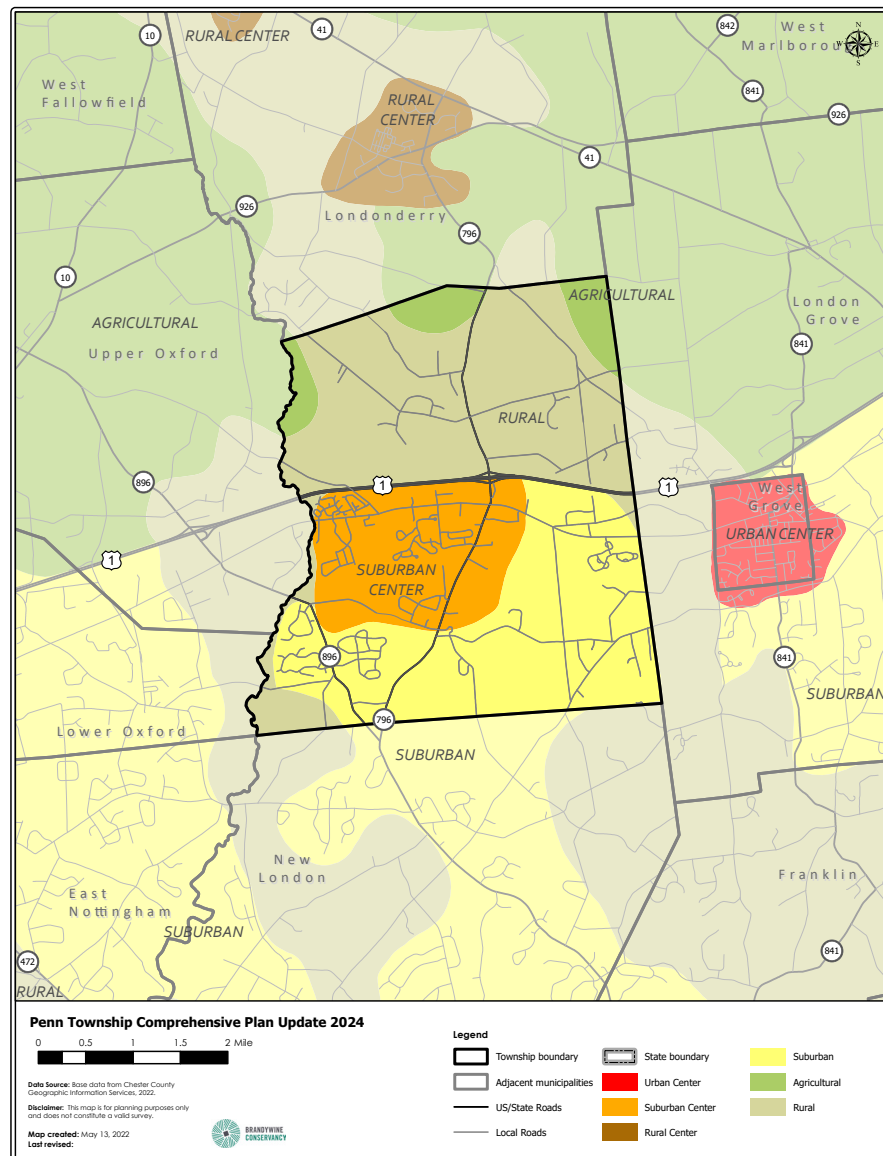 10
RURAL CENTER
41
842
West
N
W E
S
West
Fallowfield
RURAL
CENTER
841
926
41
926
Londonderry
796
10
AGRICULTURAL
London
Grove
AGRICULTURAL
Upper Oxford
841
RURAL
896
1
1
West
Grove
URBAN CENTER
1
SUBURBAN
CENTER
896
841
SUBURBAN
Lower Oxford
796
SUBURBAN
New
London
Franklin
East
Nottingham
SUBURBAN
841
472
RURAL
Penn Township Comprehensive Plan Update 2024
0 0.5 1 1.5 2 Mile
Data Source: Base data from Chester County
Geographic Information Services, 2022.
Disclaimer: This map is for planning purposes only
and does not constitute a valid survey.
Map created: May 13, 2022
Last revised:
BRANDYWINE
CONSERVANCY
Legend
Township boundary
Adjacent municipalities
US/State Roads
Local Roads
State boundary
Urban Center
Suburban Center
Rural Center
Suburban
Agricultural
Rural